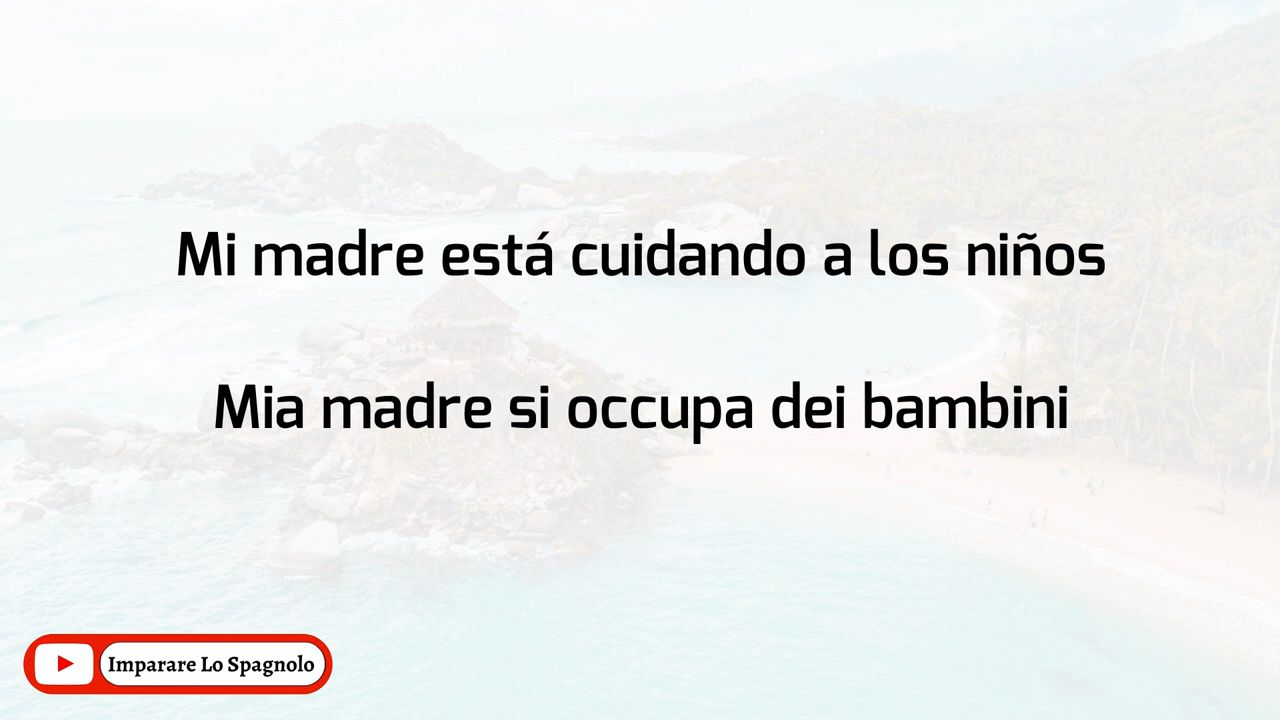 Mi madre está cuidando a los niños
Mia madre si occupa dei bambini
Imparare Lo Spagnolo